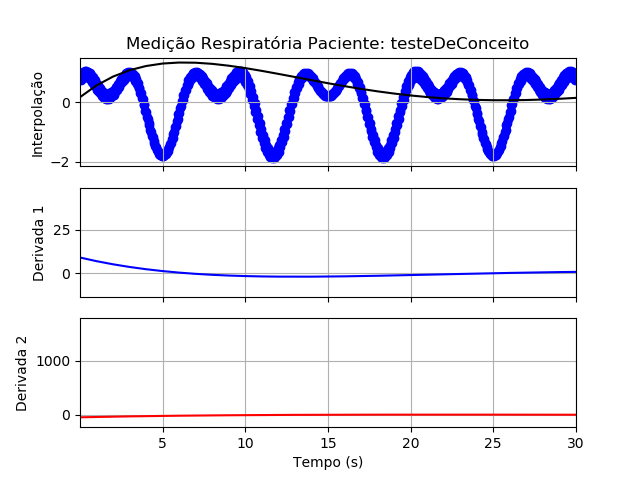 Medição Respiratória Paciente: testeDeConceito
Interpolação
0
−2
Derivada 1
25
0
Derivada 2
1000
0
5 10 15 20 25 30
Tempo (s)